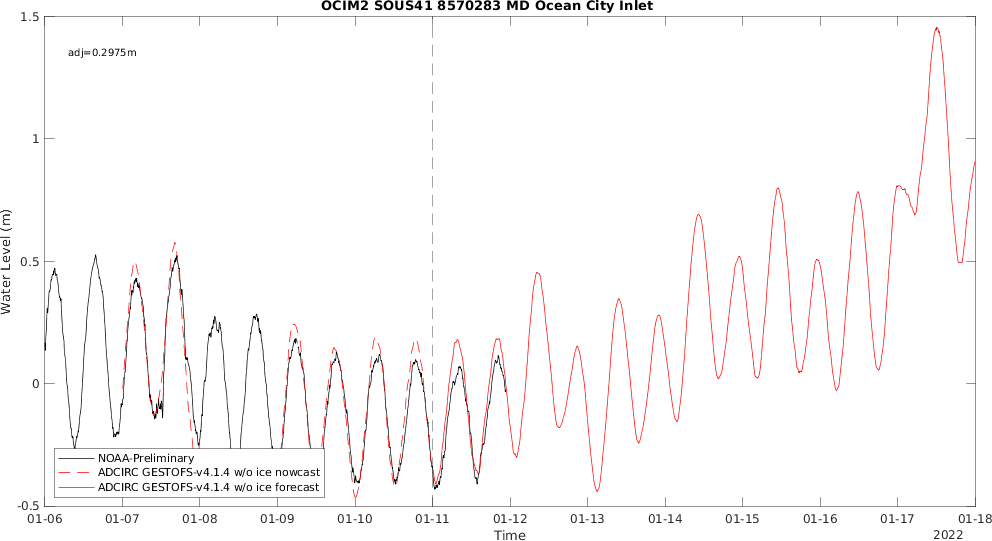 OCIM2 SOUS41 8570283 MD Ocean City Inlet
adj=0.2975m
Water Level (m)
1.5
1
0.5
0
-0.5
NOAA-Preliminary
ADCIRC GESTOFS-v4.1.4 w/o ice nowcast
ADCIRC GESTOFS-v4.1.4 w/o ice forecast
01-06 01-07 01-08 01-09 01-10 01-11 01-12 01-13 01-14 01-15 01-16 01-17 01-18
Time
2022